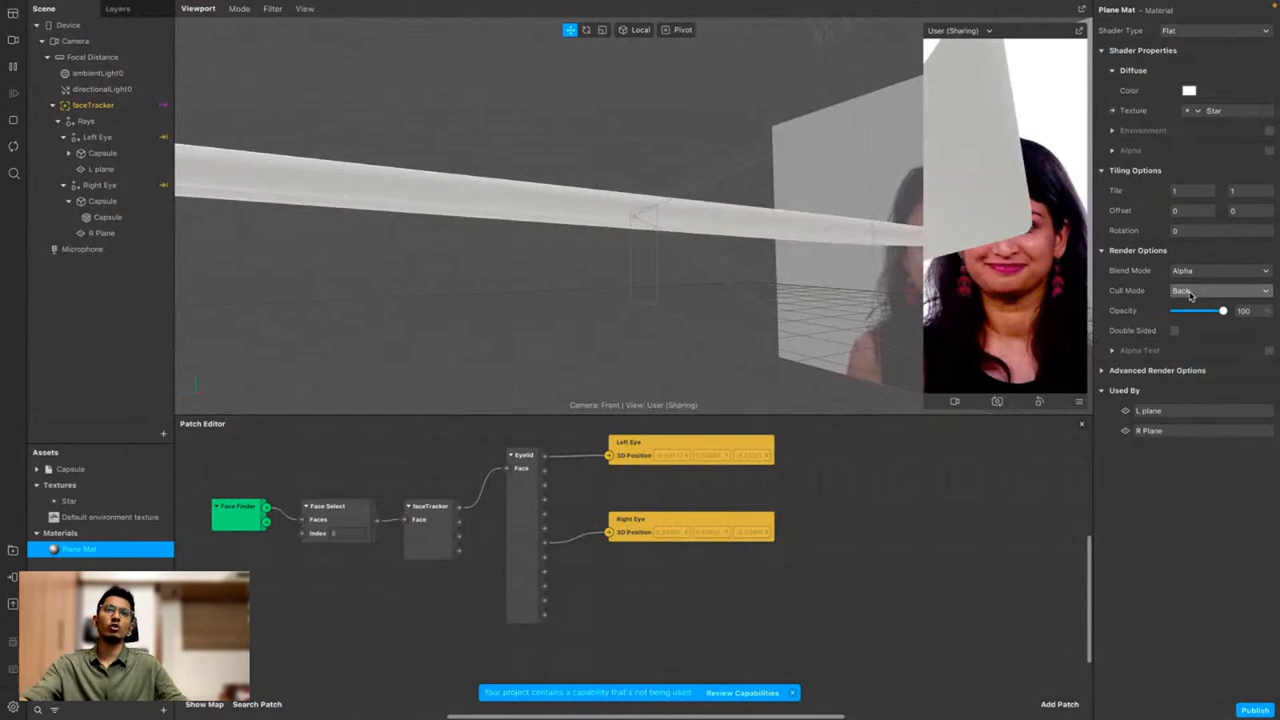 Scene
Layers
Device
Camera
Focal Distance
ambientLight0
directionalLight0
faceTracker
Rays
Left Eye
Capsule
L plane
Right Eye
Capsule
Capsule
R Plane
Microphone
Assets
Capsule
Textures
Star
Default environment texture
Materials
Plane Mat
Viewport
Mode
Filter
View
Local
Pivot
User (Sharing)
Camera: Front | View: User (Sharing)
Patch Editor
Face Finder
Face Select
Faces
Index 0
faceTracker
Face
Eyelid
Face
Left Eye
3D Position
Right Eye
3D Position
Your project contains a capability that's not being used
Review Capabilities
Show Map
Search Patch
Add Patch
Plane Mat – Material
Shader Type Flat
Shader Properties
Diffuse
Color
Texture Star
Environment
Alpha
Tiling Options
Tile 1 1
Offset 0 0
Rotation 0
Render Options
Blend Mode Alpha
Cull Mode Back
Opacity 100
Double Sided
Alpha Test
Advanced Render Options
Used By
L plane
R Plane
Publish